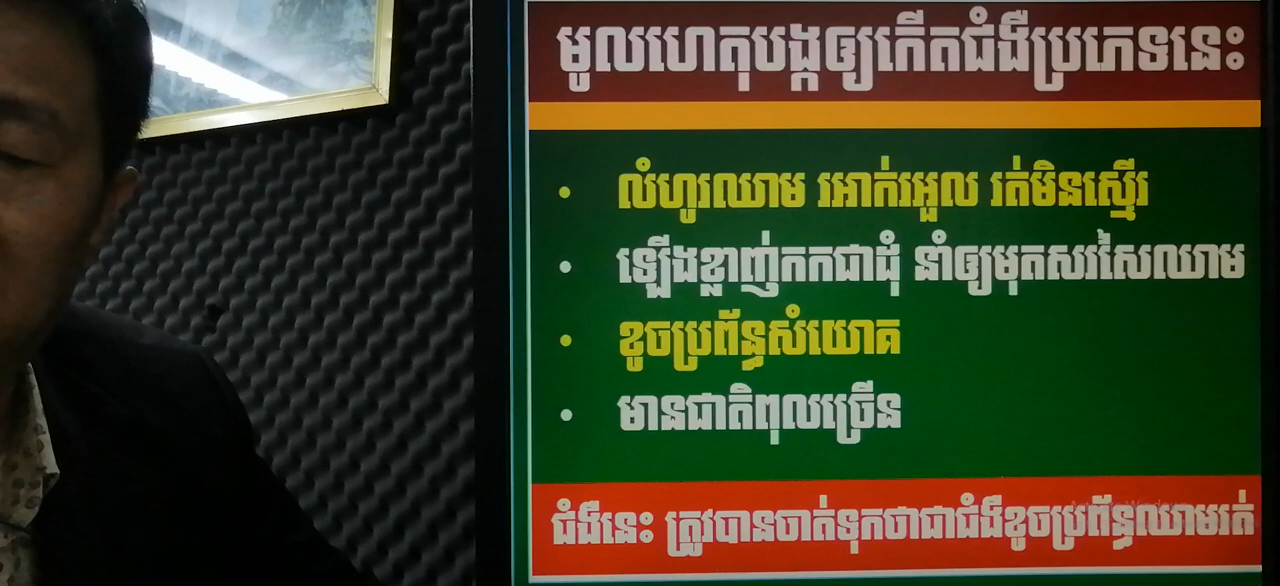 មូលហេតុបង្កឲ្យកើតជំងឺប្រភេទនេះ
• លំហូរឈាម រអាក់រអួល រត់មិនស្មើរ
• ឡើងខ្លាញ់កកជាដុំ នាំឲ្យមុតសរសៃឈាម
• ខូចប្រព័ន្ធសំយោគ
• មានជាតិពុលច្រើន
ជំងឺនេះ ត្រូវបានចាត់ទុកថាជាជំងឺខូចប្រព័ន្ធឈាមរត់